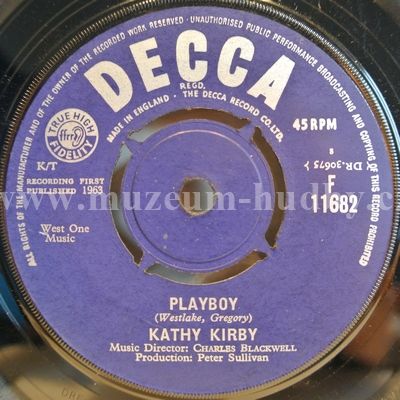 ALL RIGHTS OF THE MANUFACTURER AND OF THE OWNER OF THE RECORDED WORK RESERVED · UNAUTHORISED PUBLIC PERFORMANCE BROADCASTING AND COPYING OF THIS RECORD PROHIBITED
DECCA
REGD.
MADE IN ENGLAND. THE DECCA RECORD CO. LTD.
TRUE HIGH
ffrr
FIDELITY
45 RPM
K/T
RECORDING FIRST
PUBLISHED 1963
DR.30675
F
11682
www.muzeum-hudby.c
West One
Music
PLAYBOY
(Westlake, Gregory)
KATHY KIRBY
Music Director: CHARLES BLACKWELL
Production: Peter Sullivan